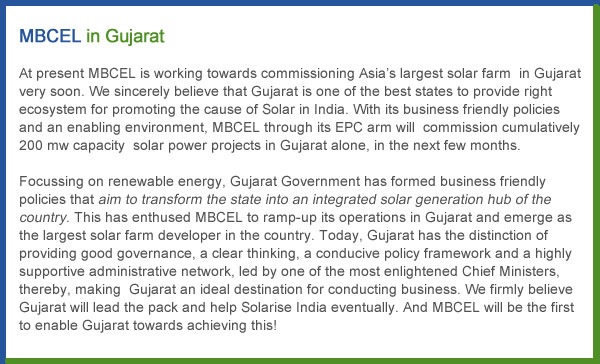 MBCEL in Gujarat
At present MBCEL is working towards commissioning Asia's largest solar farm in Gujarat
very soon. We sincerely believe that Gujarat is one of the best states to provide right
ecosystem for promoting the cause of Solar in India. With its business friendly policies
and an enabling environment, MBCEL through its EPC arm will commission cumulatively
200 mw capacity solar power projects in Gujarat alone, in the next few months.
Focussing on renewable energy, Gujarat Government has formed business friendly
policies that aim to transform the state into an integrated solar generation hub of the
country. This has enthused MBCEL to ramp-up its operations in Gujarat and emerge as
the largest solar farm developer in the country. Today, Gujarat has the distinction of
providing good governance, a clear thinking, a conducive policy framework and a highly
supportive administrative network, led by one of the most enlightened Chief Ministers,
thereby, making Gujarat an ideal destination for conducting business. We firmly believe
Gujarat will lead the pack and help Solarise India eventually. And MBCEL will be the first
to enable Gujarat towards achieving this!